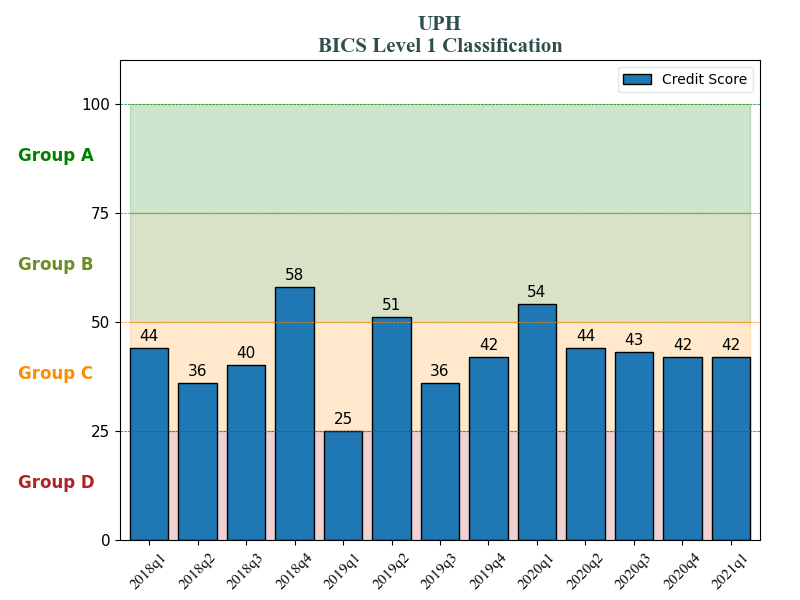 UPH
BICS Level 1 Classification
Credit Score
100
Group A
75
Group B
58
54
51
50
44
44
43
42
42
42
40
36
36
Group C
25
25
Group D
0
2018q1
2018q2
2018q3
2018q4
2019q1
2019q2
2019q3
2019q4
2020q1
2020q2
2020q3
2020q4
2021q1